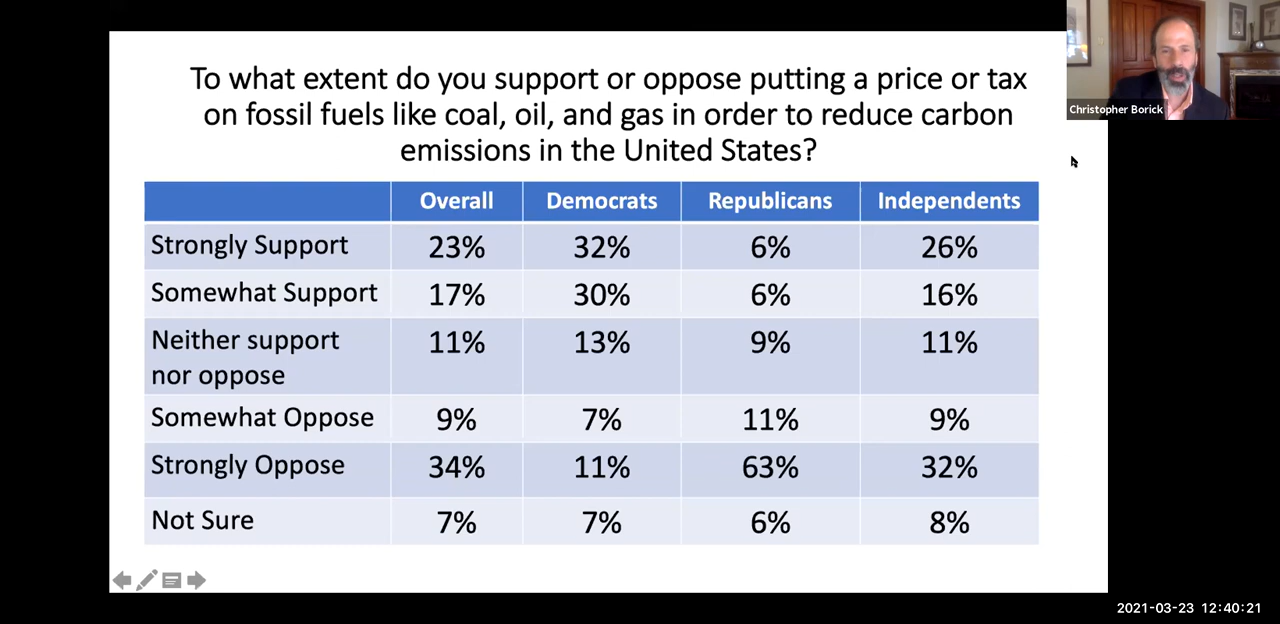 To what extent do you support or oppose putting a price or tax
on fossil fuels like coal, oil, and gas in order to reduce carbon
emissions in the United States?
Overall Democrats Republicans Independents
Strongly Support 23% 32% 6% 26%
Somewhat Support 17% 30% 6% 16%
Neither support
nor oppose 11% 13% 9% 11%
Somewhat Oppose 9% 7% 11% 9%
Strongly Oppose 34% 11% 63% 32%
Not Sure 7% 7% 6% 8%
Christopher Borick
2021-03-23 12:40:21